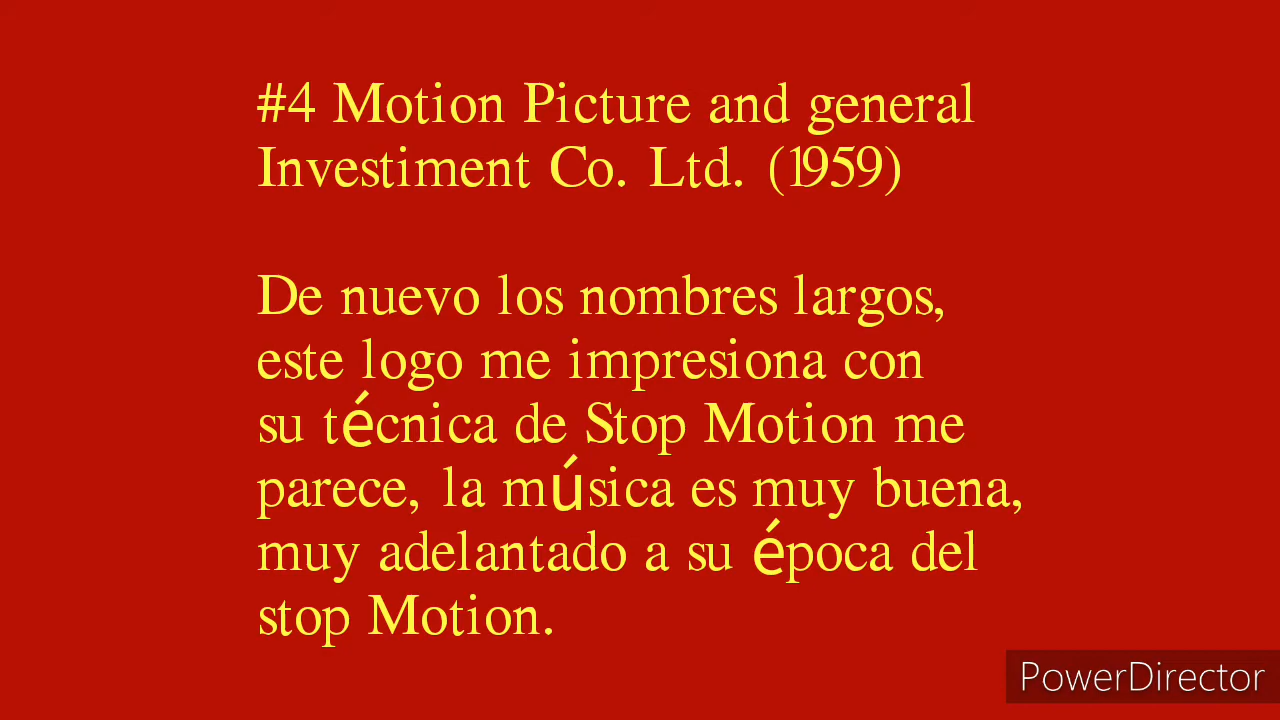 #4 Motion Picture and general
Investiment Co. Ltd. (1959)
De nuevo los nombres largos,
este logo me impresiona con
su técnica de Stop Motion me
parece, la música es muy buena,
muy adelantado a su época del
stop Motion.
PowerDirector